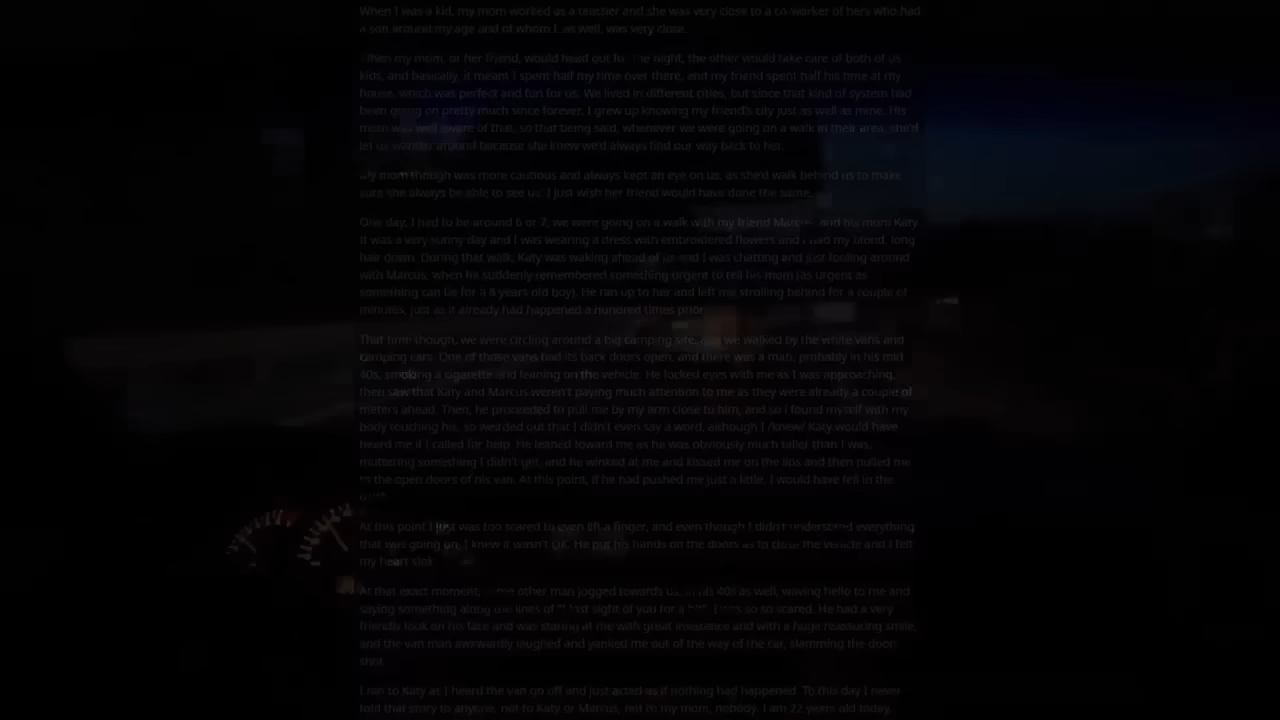 When I was a kid, my mom worked as a teacher and she was very close to a co-worker of hers who had
a son around my age and of whom I, as well, was very close.
When my mom, or her friend, would head out for the night, the other would take care of both of us
kids, and basically, it meant I spent half my time over there, and my friend spent half his time at my
house, which was perfect and fun for us. We lived in different cities, but since that kind of system had
been going on pretty much since forever, I grew up knowing my friend's city just as well as mine. His
mom was well aware of that, so that being said, whenever we were going on a walk in their area, she'd
let us wander around because she knew we'd always find our way back to her.
My mom though was more cautious and always kept an eye on us, as she'd walk behind us to make
sure she always be able to see us. I just wish her friend would have done the same.
One day, I had to be around 6 or 7, we were going on a walk with my friend Marcus and his mom Katy
It was a very sunny day and I was wearing a dress with embroidered flowers and I had my blond, long
hair down. During that walk, Katy was waking ahead of us and I was chatting and just fooling around
with Marcus, when he suddenly remembered something urgent to tell his mom (as urgent as
something can be for a 8 years old boy). He ran up to her and left me strolling behind for a couple of
minutes, just as it already had happened a hundred times prior.
That time though, we were circling around a big camping site, and we walked by the white vans and
camping cars. One of those vans had its back doors open, and there was a man, probably in his mid
40s, smoking a cigarette and leaning on the vehicle. He locked eyes with me as I was approaching,
then saw that Katy and Marcus weren't paying much attention to me as they were already a couple of
meters ahead. Then, he proceeded to pull me by my arm close to him, and so I found myself with my
body touching his, so weirded out that I didn't even say a word, although I /knew/ Katy would have
heard me if I called for help. He leaned toward me as he was obviously much taller than I was,
muttering something I didn't get, and he winked at me and kissed me on the lips and then pulled me
to the open doors of his van. At this point, if he had pushed me just a little, I would have fell in the
At this point I just was too scared to even lift a finger, and even though I didn't understand everything
that was going on, I knew it wasn't OK. He put his hands on the doors as to close the vehicle and I felt
my heart sink.
At that exact moment, some other man jogged towards us, in his 40s as well, waving hello to me and
saying something along the lines of " lost sight of you for a I was so so scared. He had a very
friendly look on his face and was staring at me with great insistance and with a huge reassuring smile,
and the van man awkwardly laughed and yanked me out of the way of the car, slamming the door
shut.
I ran to Katy as I heard the van go off and just acted as if nothing had happened. To this day I never
told that story to anyone, not to Katy or Marcus, not to my mom, nobody. I am 22 years old today.